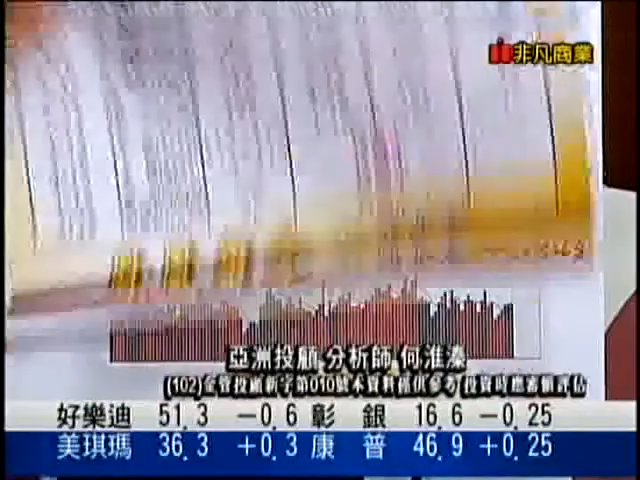 非凡商業
亞洲投顧 分析師 何淮溱
(102)金管投顧新字第010號本資料僅供參考 投資時應審慎評估
好樂迪 51.3 -0.6 彰 銀 16.6 -0.25
美琪瑪 36.3 +0.3 康 普 46.9 +0.25